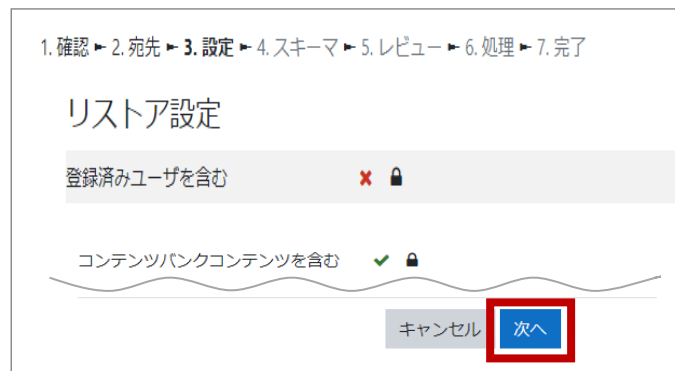 1. 確認 ► 2. 宛先 ► 3. 設定 ► 4. スキーマ ► 5. レビュー ► 6. 処理 ► 7. 完了
リストア設定
登録済みユーザを含む
コンテンツバンクコンテンツを含む
キャンセル 次へ